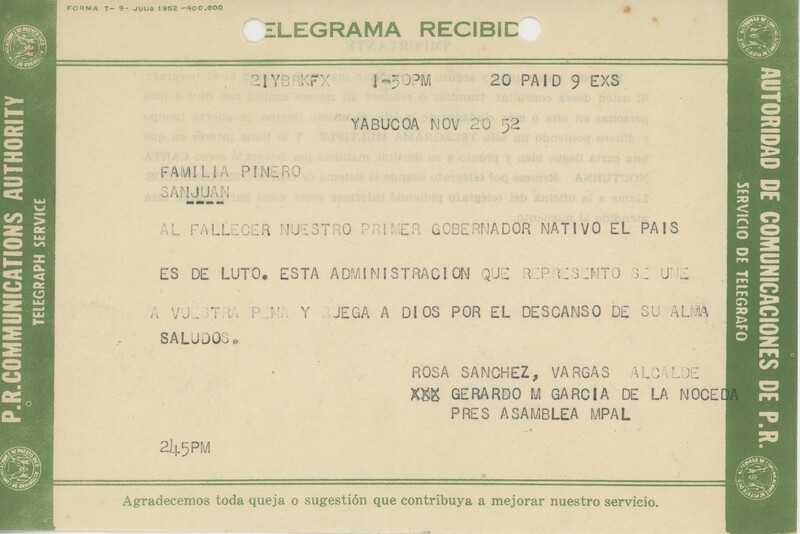 FORMA T- 9- Julio 1952 -400,000
TELEGRAMA RECIBIDO
21YBRKFX 1-30PM 20 PAID 9 EXS
YABUCOA NOV 20 52
FAMILIA PINERO
SANJUAN
AL FALLECER NUESTRO PRIMER GOBERNADOR NATIVO EL PAIS
ES DE LUTO. ESTA ADMINISTRACION QUE REPRESENTO SE UNE
A VUESTRA PENA Y RUEGA A DIOS POR EL DESCANSO DE SU ALMA
SALUDOS.
ROSA SANCHEZ, VARGAS ALCALDE
XXX GERARDO M GARCIA DE LA NOCEDA
PRES ASAMBLEA MPAL
245PM
Agradecemos toda queja o sugestión que contribuya a mejorar nuestro servicio.
P.R. COMMUNICATIONS AUTHORITY
TELEGRAPH SERVICE
AUTORIDAD DE COMUNICACIONES DE P.R.
SERVICIO DE TELEGRAFO